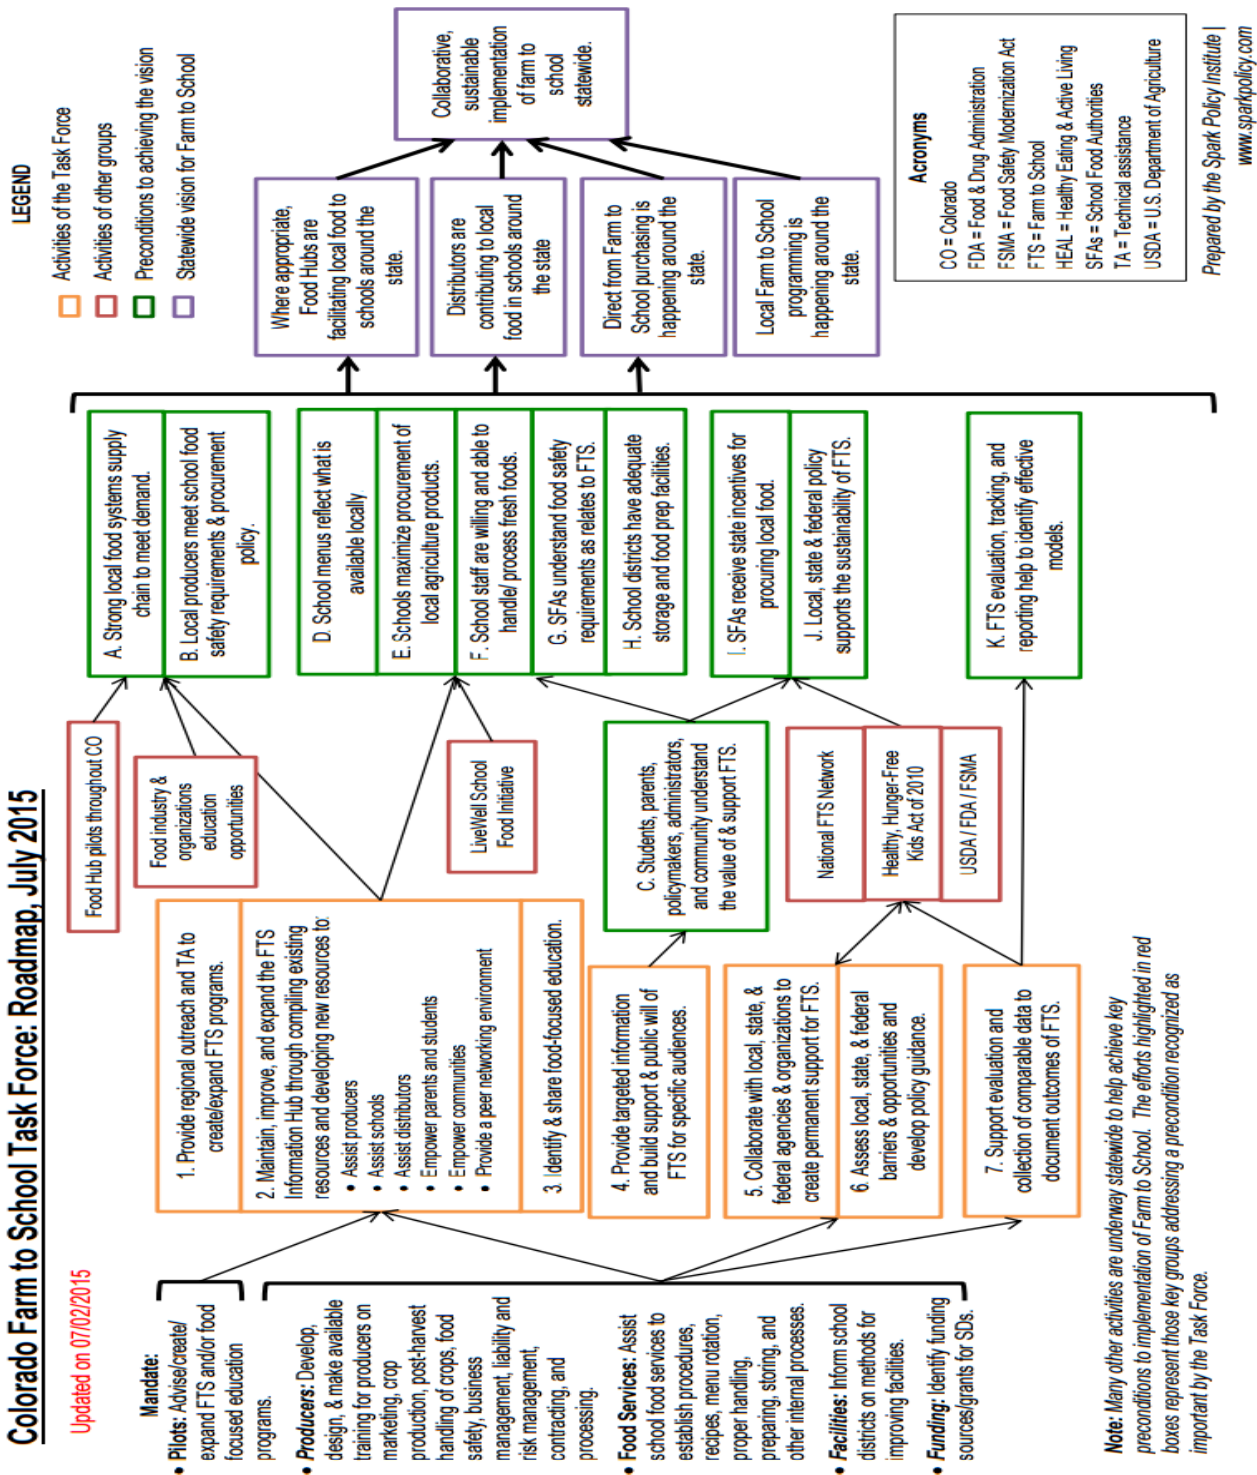 Colorado Farm to School Task Force: Roadmap, July 2015
Updated on 07/02/2015
LEGEND
Activities of the Task Force
Activities of other groups
Preconditions to achieving the vision
Statewide vision for Farm to School
Mandate:
• Pilots: Advise/create/
expand FTS and/or food
focused education
programs.
• Producers: Develop,
design, & make available
training for producers on
marketing, crop
production, post-harvest
handling of crops, food
safety, business
management, liability and
risk management,
contracting, and
processing.
• Food Services: Assist
school food services to
establish procedures,
recipes, menu rotation,
proper handling,
preparing, storing, and
other internal processes.
• Facilities: Inform school
districts on methods for
improving facilities.
• Funding: Identify funding
sources/grants for SDs.
1. Provide regional outreach and TA to
create/expand FTS programs.
2. Maintain, improve, and expand the FTS
Information Hub through compiling existing
resources and developing new resources to:
• Assist producers
• Assist schools
• Assist distributors
• Empower parents and students
• Empower communities
• Provide a peer networking environment
3. Identify & share food-focused education.
4. Provide targeted information
and build support & public will of
FTS for specific audiences.
5. Collaborate with local, state, &
federal agencies & organizations to
create permanent support for FTS.
6. Assess local, state, & federal
barriers & opportunities and
develop policy guidance.
7. Support evaluation and
collection of comparable data to
document outcomes of FTS.
Food Hub pilots throughout CO
Food industry &
organizations
education
opportunities
LiveWell School
Food Initiative
C. Students, parents,
policymakers, administrators,
and community understand
the value of & support FTS.
National FTS Network
Healthy, Hunger-Free
Kids Act of 2010
USDA / FDA / FSMA
A. Strong local food systems supply
chain to meet demand.
B. Local producers meet school food
safety requirements & procurement
policy.
D. School menus reflect what is
available locally
E. Schools maximize procurement of
local agriculture products.
F. School staff are willing and able to
handle/ process fresh foods.
G. SFAs understand food safety
requirements as relates to FTS.
H. School districts have adequate
storage and food prep facilities.
I. SFAs receive state incentives for
procuring local food.
J. Local, state & federal policy
supports the sustainability of FTS.
K. FTS evaluation, tracking, and
reporting help to identify effective
models.
Where appropriate,
Food Hubs are
facilitating local food to
schools around the
state.
Distributors are
contributing to local
food in schools around
the state
Direct from Farm to
School purchasing is
happening around the
state.
Local Farm to School
programming is
happening around the
state.
Collaborative,
sustainable
implementation
of farm to
school
statewide.
Note: Many other activities are underway statewide to help achieve key
preconditions to implementation of Farm to School. The efforts highlighted in red
boxes represent those key groups addressing a precondition recognized as
important by the Task Force.
Acronyms
CO = Colorado
FDA = Food & Drug Administration
FSMA = Food Safety Modernization Act
FTS = Farm to School
HEAL = Healthy Eating & Active Living
SFAs = School Food Authorities
TA = Technical assistance
USDA = U.S. Department of Agriculture
Prepared by the Spark Policy Institute |
www.sparkpolicy.com